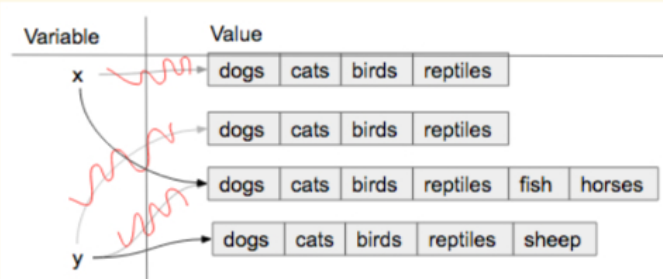 Variable Value
x dogs cats birds reptiles
dogs cats birds reptiles
dogs cats birds reptiles fish horses
y dogs cats birds reptiles sheep